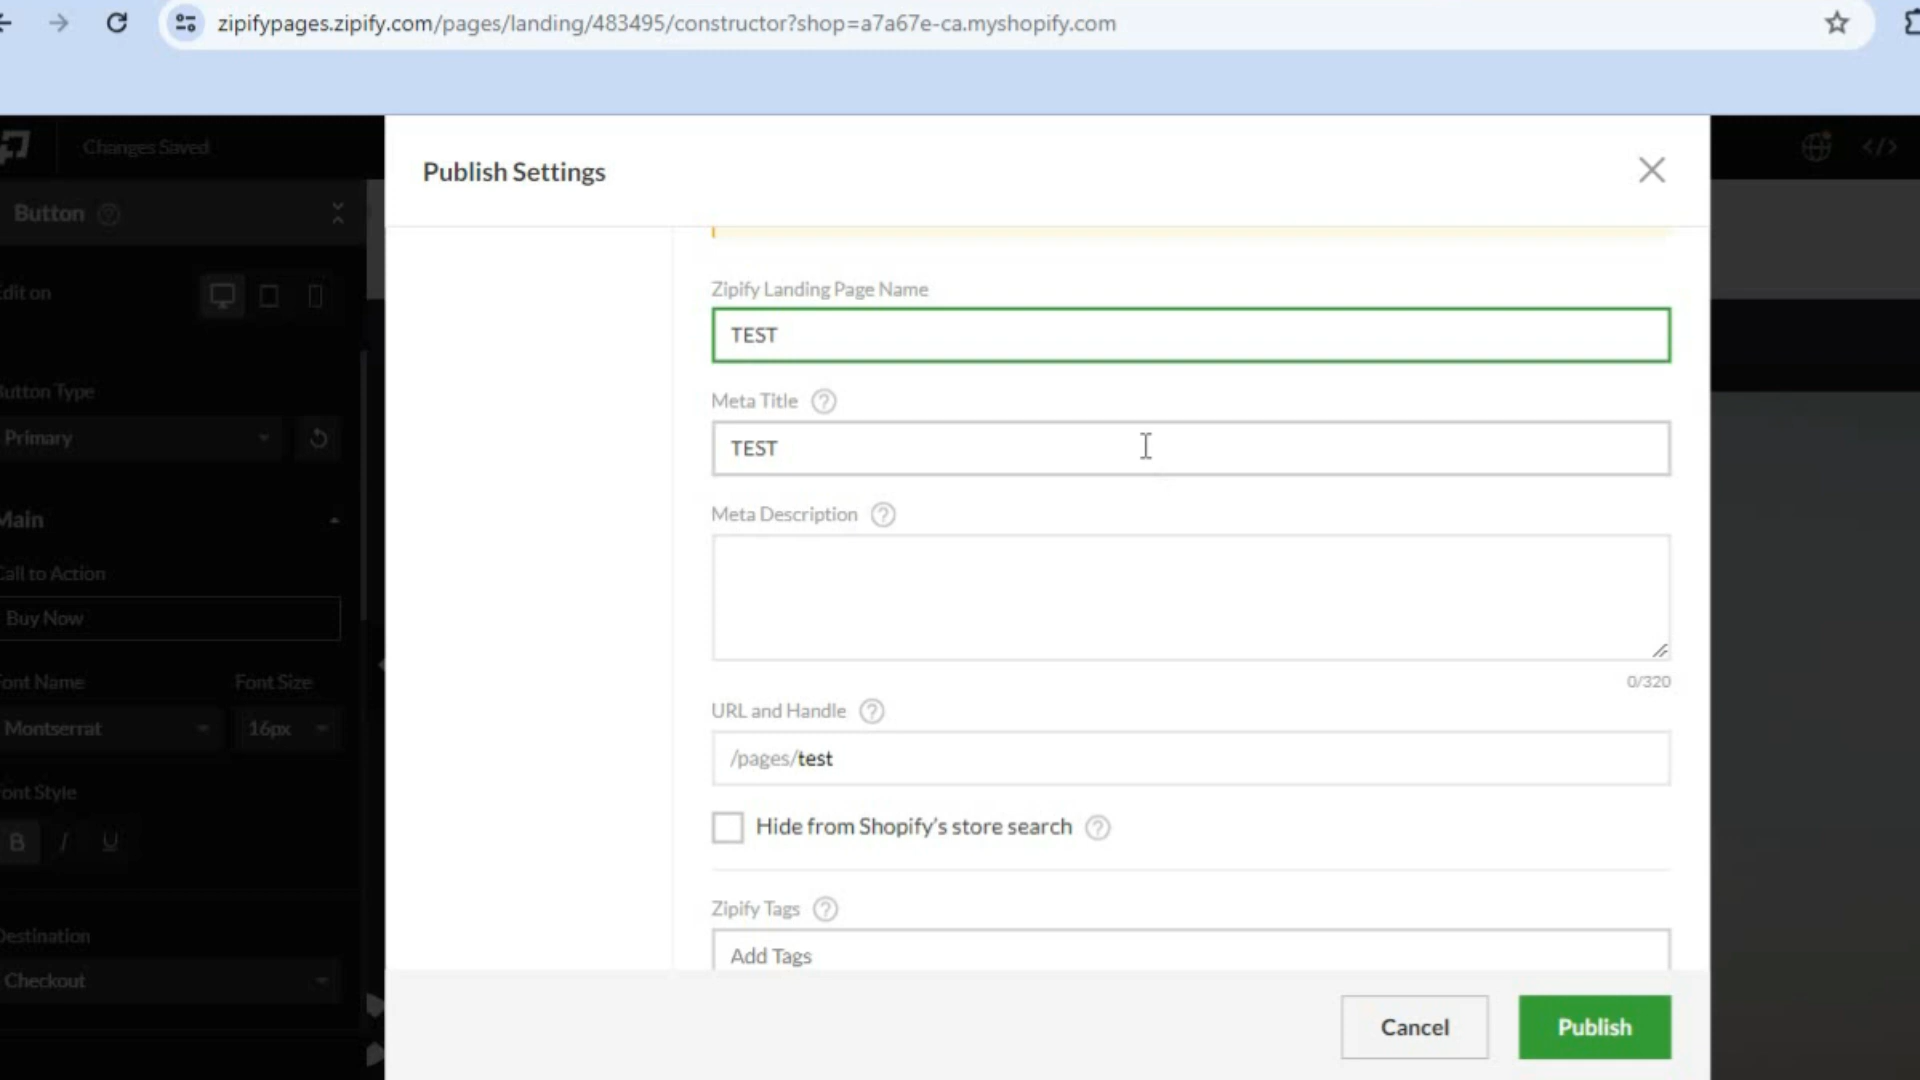 zipifypages.zipify.com/pages/landing/483495/constructor?shop=a7a67e-ca.myshopify.com
Changes Saved
</>
Publish Settings
Button ?
Edit on
Button Type
Primary
Main
Call to Action
Buy Now
Font Name Font Size
Montserrat 16px
Font Style
B I U
Destination
Checkout
Zipify Landing Page Name
TEST
Meta Title ?
TEST
Meta Description ?
0/320
URL and Handle ?
/pages/test
Hide from Shopify's store search ?
Zipify Tags ?
Add Tags
Cancel Publish